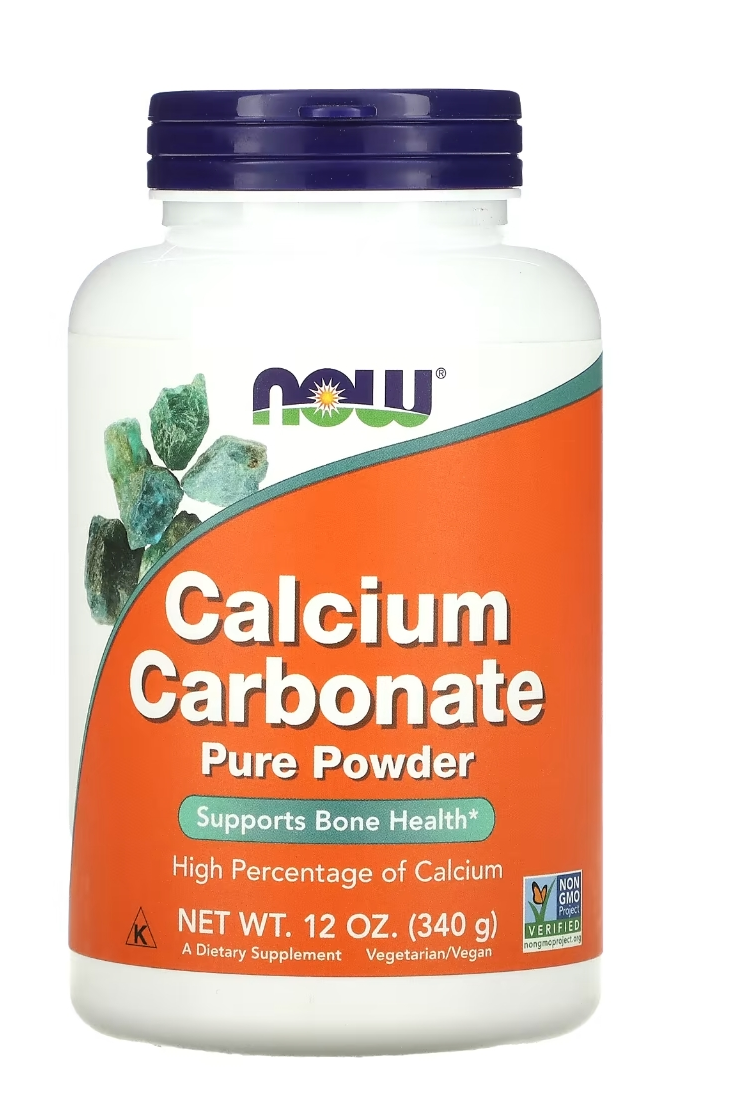 NOW®
Calcium
Carbonate
Pure Powder
Supports Bone Health*
High Percentage of Calcium
NET WT. 12 OZ. (340 g)
A Dietary Supplement Vegetarian/Vegan
K
NON
GMO
Project
VERIFIED
nongmoproject.org